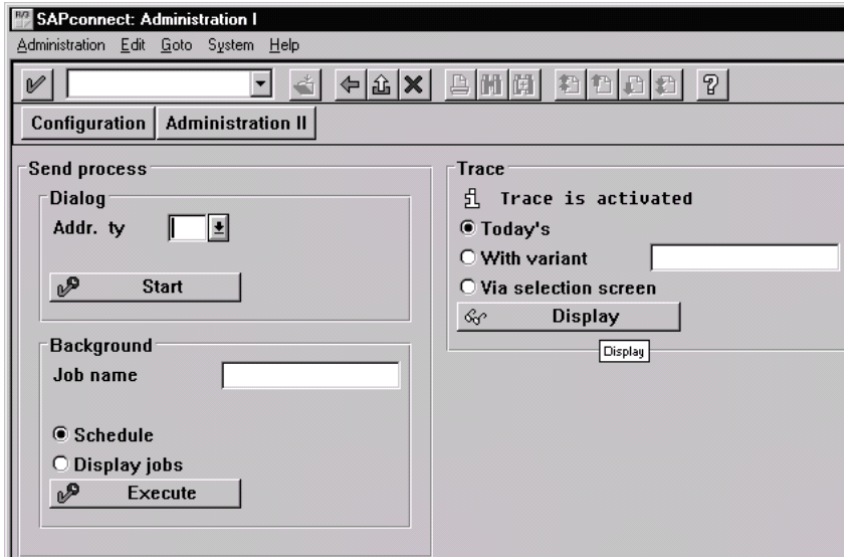 R/3 SAPconnect: Administration I
Administration Edit Goto System Help
Configuration Administration II
Send process
Dialog
Addr. ty
Start
Background
Job name
Schedule
Display jobs
Execute
Trace
Trace is activated
Today's
With variant
Via selection screen
Display
Display